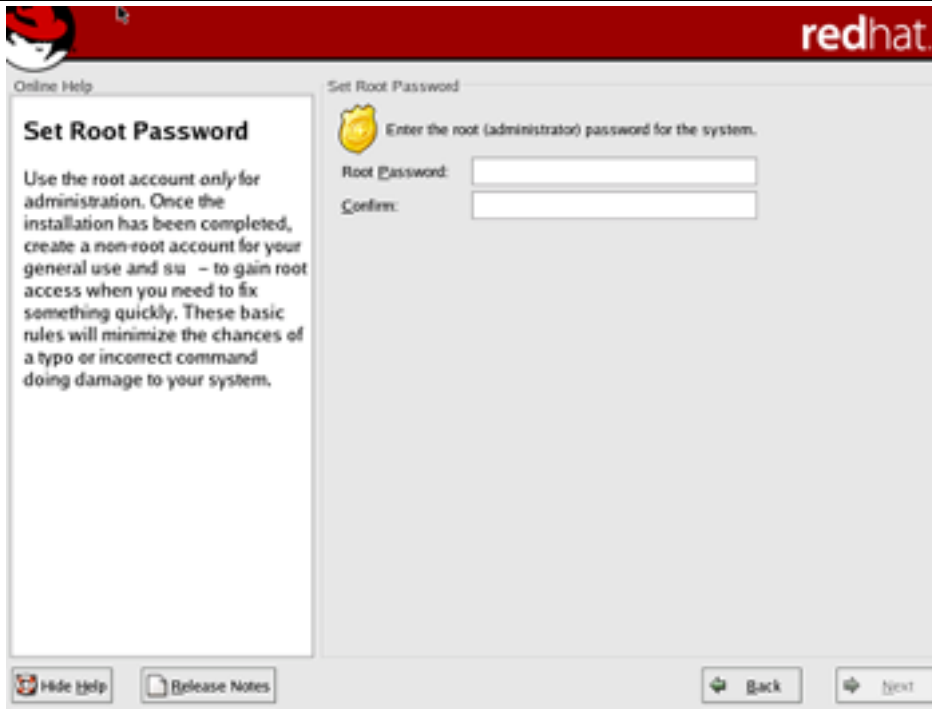 redhat.
Online Help
Set Root Password
Use the root account only for
administration. Once the
installation has been completed,
create a non-root account for your
general use and su – to gain root
access when you need to fix
something quickly. These basic
rules will minimize the chances of
a typo or incorrect command
doing damage to your system.
Set Root Password
Enter the root (administrator) password for the system.
Root Password:
Confirm:
Hide Help
Release Notes
Back
Next